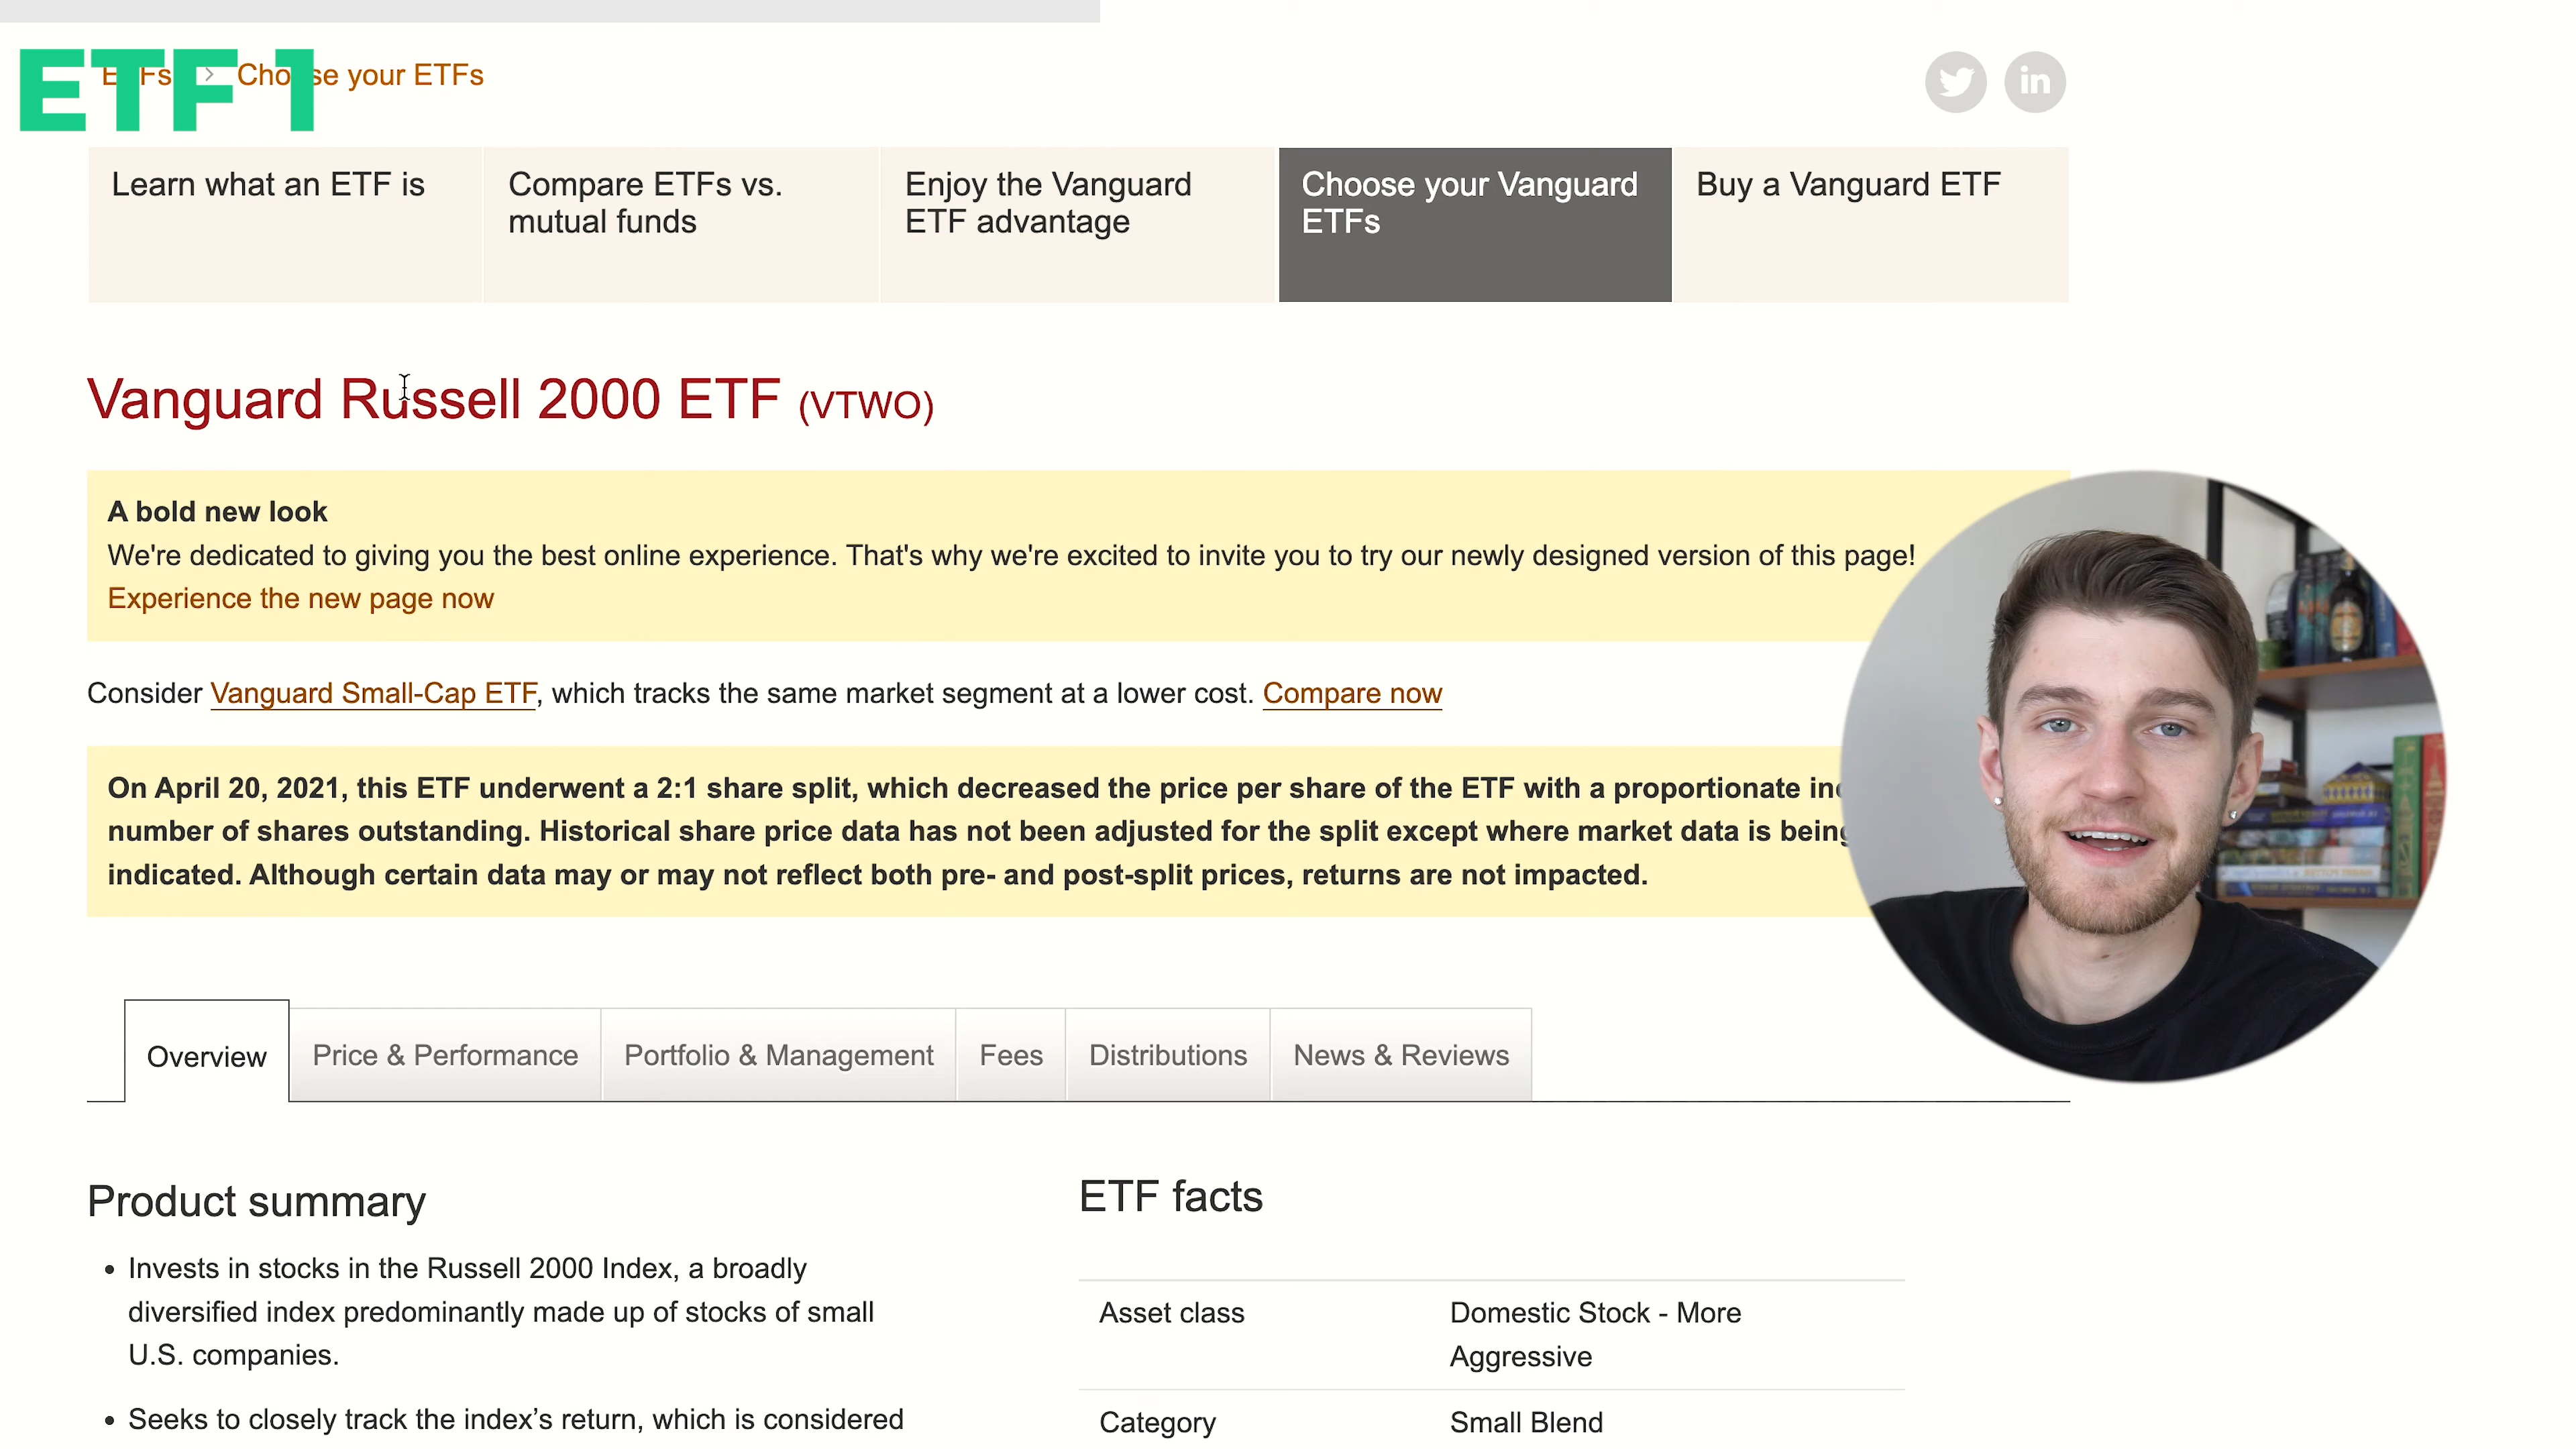 ETF 1
ETFs > Choose your ETFs
Learn what an ETF is
Compare ETFs vs.
mutual funds
Enjoy the Vanguard
ETF advantage
Choose your Vanguard
ETFs
Buy a Vanguard ETF
Vanguard Russell 2000 ETF (VTWO)
A bold new look
We're dedicated to giving you the best online experience. That's why we're excited to invite you to try our newly designed version of this page!
Experience the new page now
Consider Vanguard Small-Cap ETF, which tracks the same market segment at a lower cost. Compare now
On April 20, 2021, this ETF underwent a 2:1 share split, which decreased the price per share of the ETF with a proportionate
number of shares outstanding. Historical share price data has not been adjusted for the split except where market data is being
indicated. Although certain data may or may not reflect both pre- and post-split prices, returns are not impacted.
Overview
Price & Performance
Portfolio & Management
Fees
Distributions
News & Reviews
Product summary
• Invests in stocks in the Russell 2000 Index, a broadly
diversified index predominantly made up of stocks of small
U.S. companies.
• Seeks to closely track the index’s return, which is considered
ETF facts
Asset class
Domestic Stock - More
Aggressive
Category
Small Blend